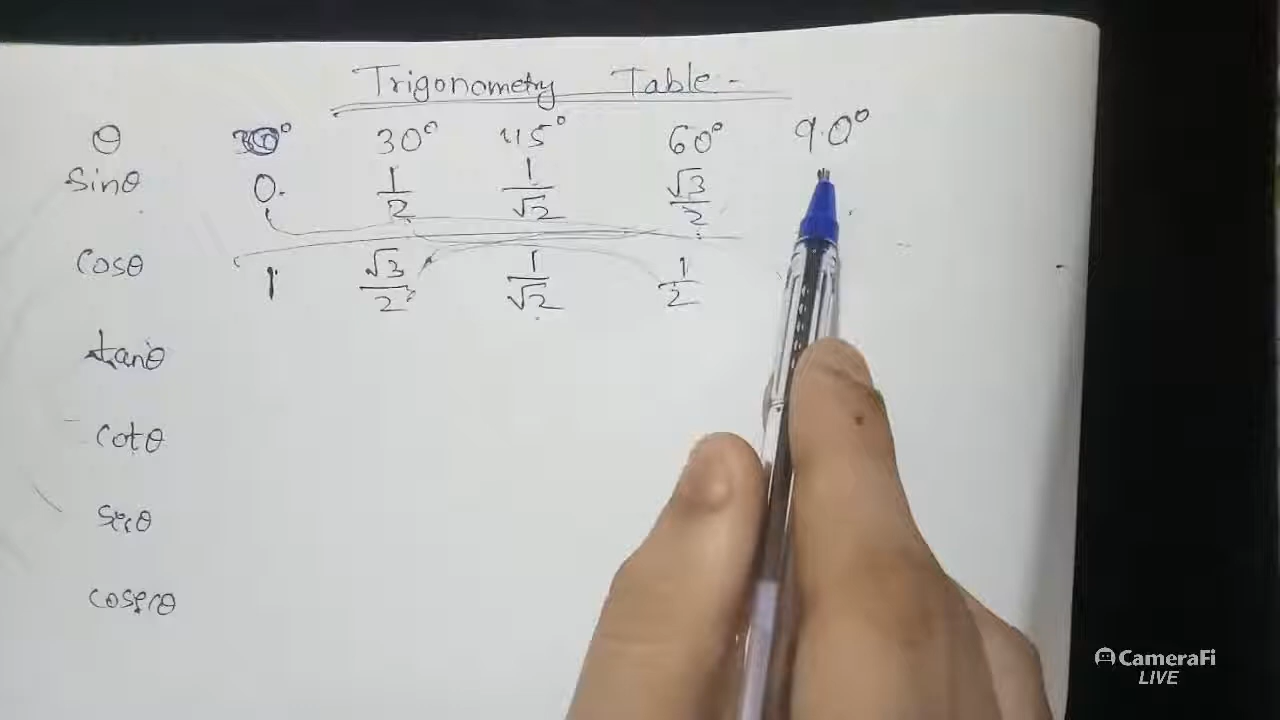 Trigonometry Table -
θ 0° 30° 45° 60° 90°
sinθ 0 1/2 1/√2 √3/2
cosθ 1 √3/2 1/√2 1/2
tanθ
cotθ
secθ
cosecθ
CameraFi
LIVE